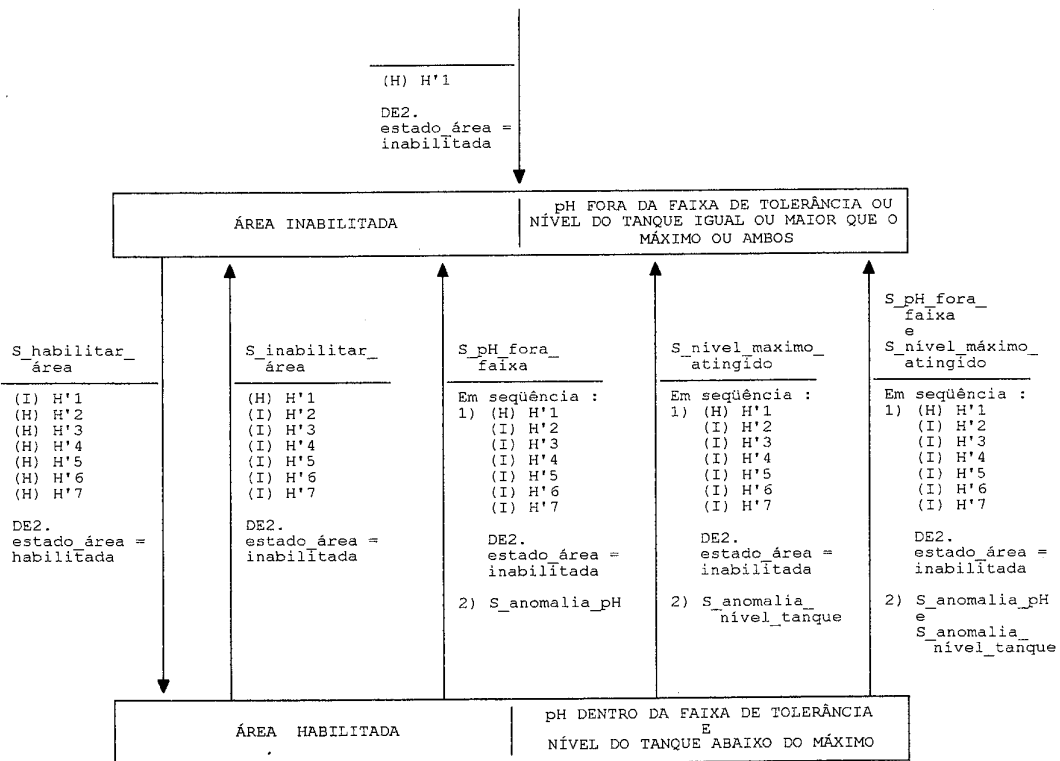 (H) H'1
DE2.
estado_área =
inabilitada
ÁREA INABILITADA
pH FORA DA FAIXA DE TOLERÂNCIA OU
NÍVEL DO TANQUE IGUAL OU MAIOR QUE O
MÁXIMO OU AMBOS
S_habilitar_
área
(I) H'1
(H) H'2
(H) H'3
(H) H'4
(H) H'5
(H) H'6
(H) H'7
DE2.
estado_área =
habilitada
S_inabilitar_
área
(H) H'1
(I) H'2
(I) H'3
(I) H'4
(I) H'5
(I) H'6
(I) H'7
DE2.
estado_área =
inabilitada
S_pH_fora_
faixa
Em seqüência :
1) (H) H'1
(I) H'2
(I) H'3
(I) H'4
(I) H'5
(I) H'6
(I) H'7
DE2.
estado_área =
inabilitada
2) S_anomalia_pH
S_nivel_maximo_
atingido
Em seqüência :
1) (H) H'1
(I) H'2
(I) H'3
(I) H'4
(I) H'5
(I) H'6
(I) H'7
DE2.
estado_área =
inabilitada
2) S_anomalia_
nível_tanque
S_pH_fora_
faixa
e
S_nível_máximo_
atingido
Em seqüência :
1) (H) H'1
(I) H'2
(I) H'3
(I) H'4
(I) H'5
(I) H'6
(I) H'7
DE2.
estado_área =
inabilitada
2) S_anomalia_pH
e
S_anomalia_
nível_tanque
ÁREA HABILITADA
pH DENTRO DA FAIXA DE TOLERÂNCIA
E
NÍVEL DO TANQUE ABAIXO DO MÁXIMO